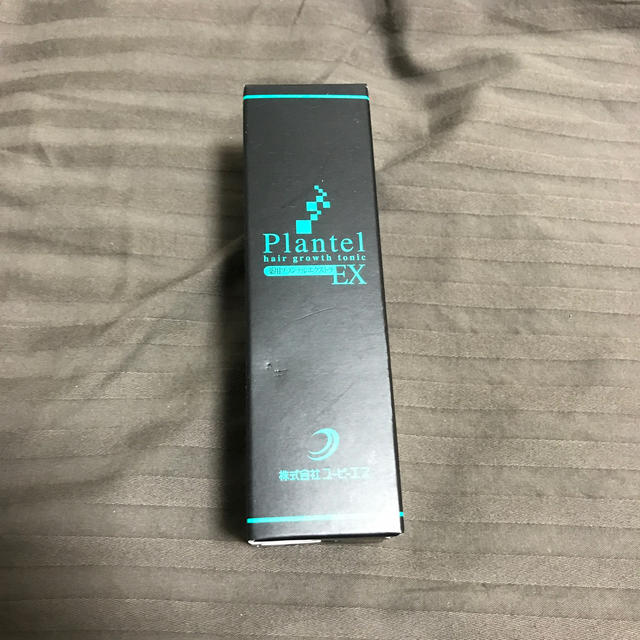 Plantel
hair growth tonic
薬用プランテルエクストラ
EX
株式会社ユーピーエス